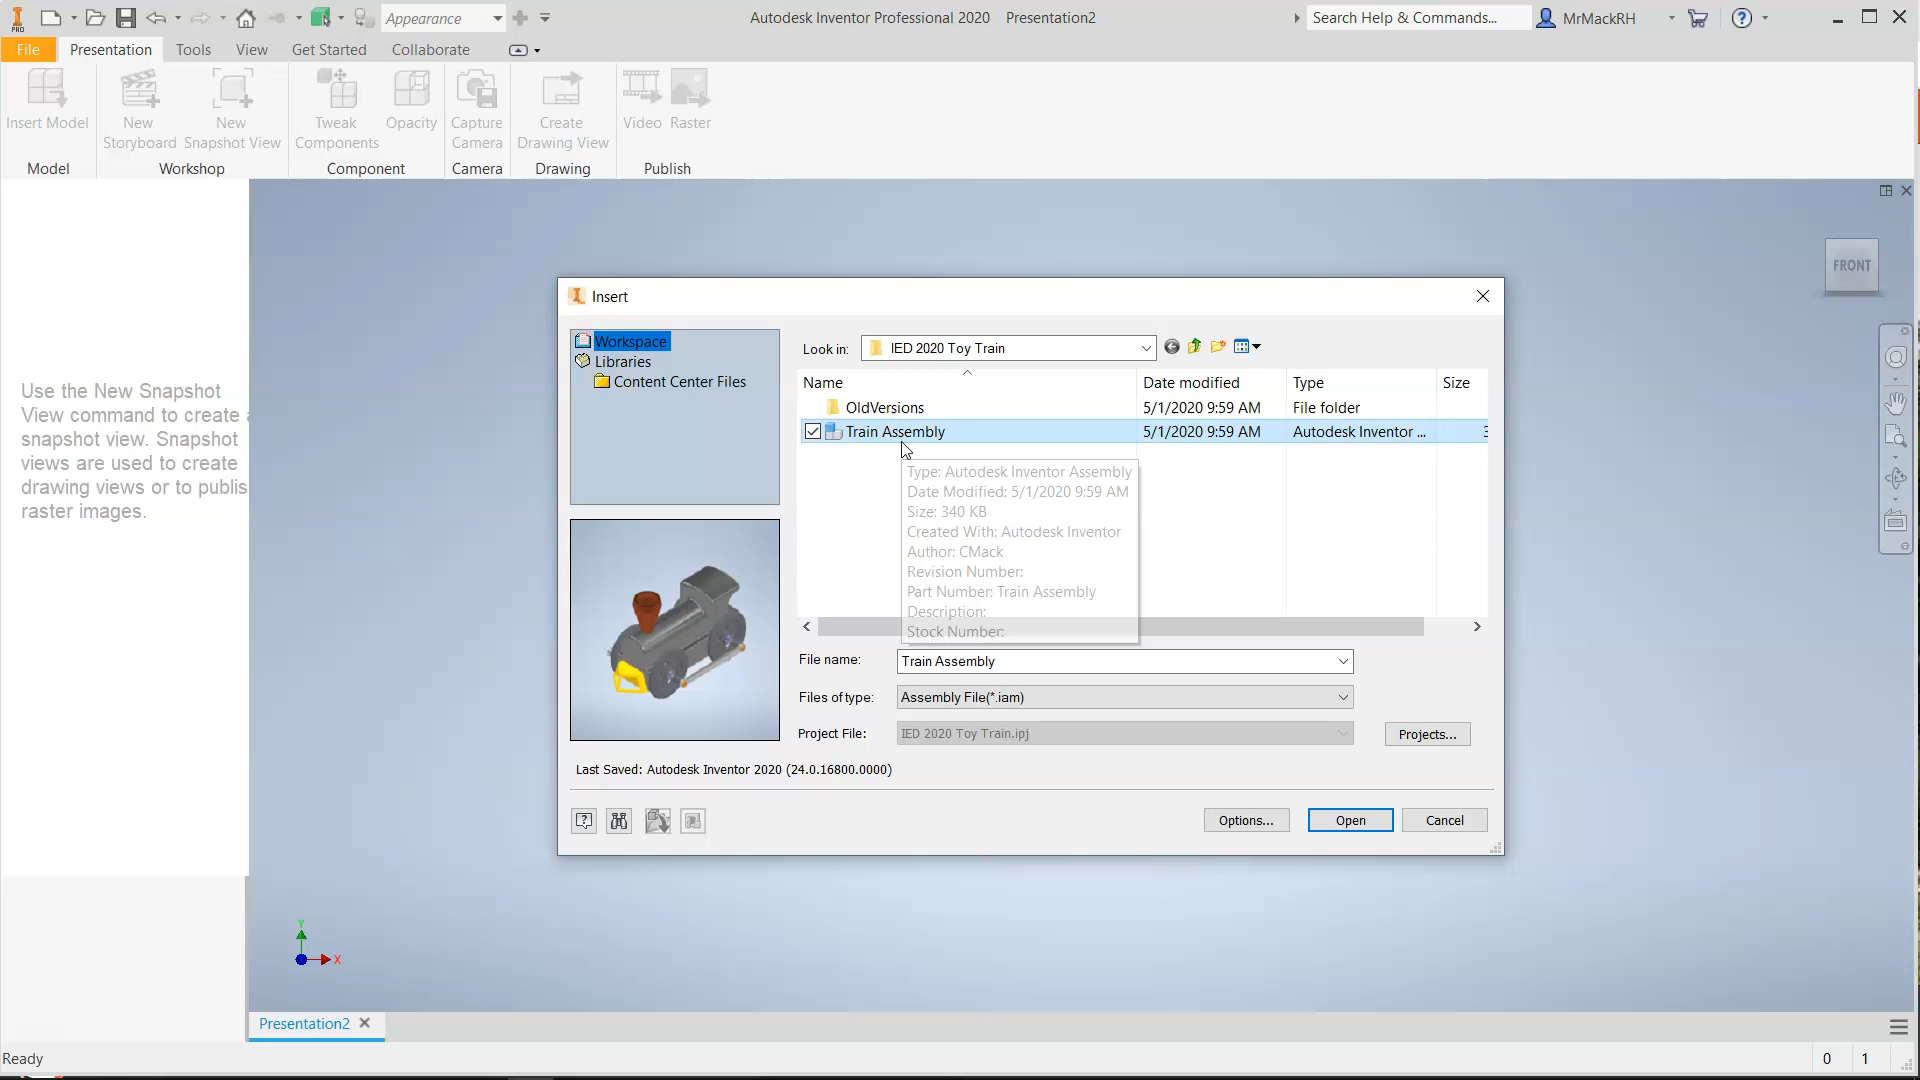 PRO
Appearance
Autodesk Inventor Professional 2020 Presentation2
Search Help & Commands...
MrMackRH
File Presentation Tools View Get Started Collaborate
Insert Model
New Storyboard
New Snapshot View
Tweak Components
Opacity
Capture Camera
Create Drawing View
Video Raster
Model Workshop Component Camera Drawing Publish
Use the New Snapshot
View command to create a
snapshot view. Snapshot
views are used to create
drawing views or to publis
raster images.
FRONT
Insert
Workspace
Libraries
Content Center Files
Look in: IED 2020 Toy Train
Name Date modified Type Size
OldVersions 5/1/2020 9:59 AM File folder
Train Assembly 5/1/2020 9:59 AM Autodesk Inventor ... 3
Type: Autodesk Inventor Assembly
Date Modified: 5/1/2020 9:59 AM
Size: 340 KB
Created With: Autodesk Inventor
Author: CMack
Revision Number:
Part Number: Train Assembly
Description:
Stock Number:
File name: Train Assembly
Files of type: Assembly File(*.iam)
Project File: IED 2020 Toy Train.ipj Projects...
Last Saved: Autodesk Inventor 2020 (24.0.16800.0000)
Options... Open Cancel
Y
X
Presentation2
Ready 0 1